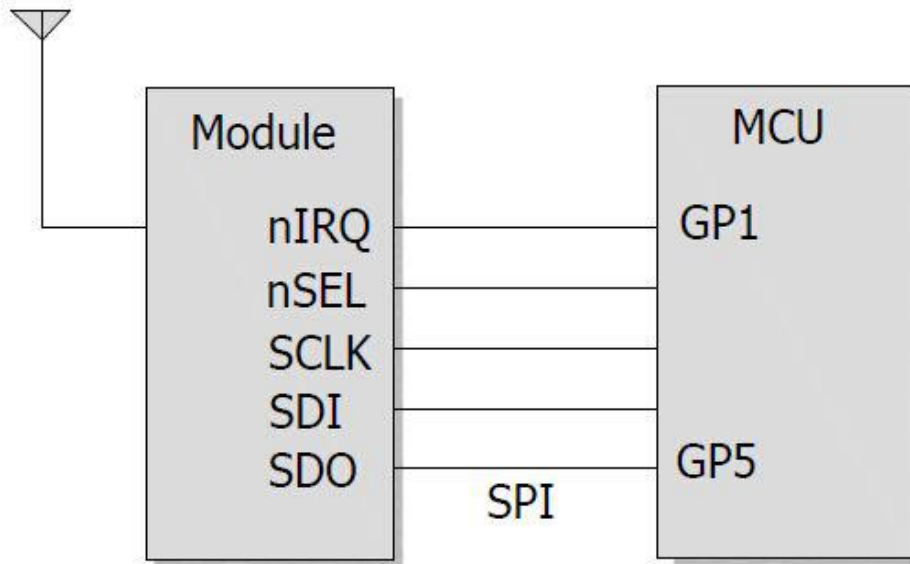 Module
MCU
nIRQ
GP1
nSEL
SCLK
SDI
SDO
GP5
SPI